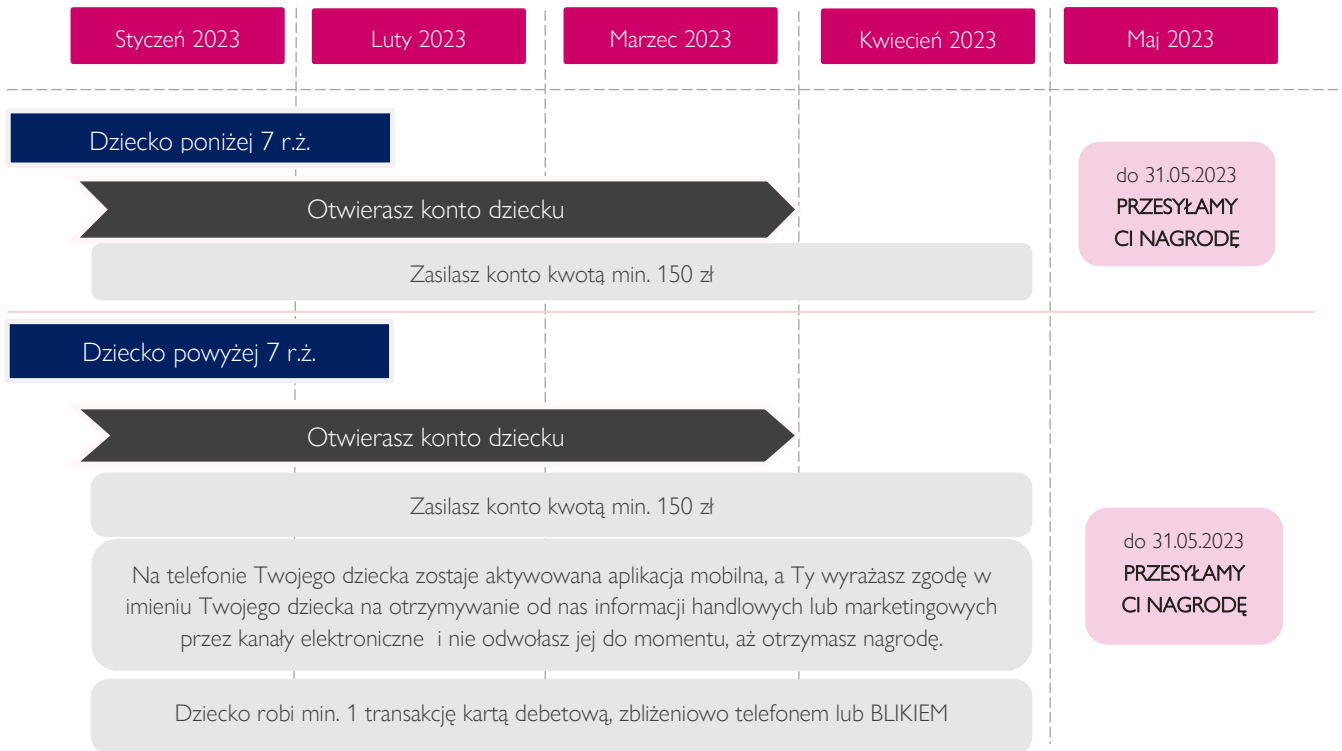 Styczeń 2023
Luty 2023
Marzec 2023
Kwiecień 2023
Maj 2023
Dziecko poniżej 7 r.ż.
Otwierasz konto dziecku
Zasilasz konto kwotą min. 150 zł
do 31.05.2023
PRZESYŁAMY
CI NAGRODĘ
Dziecko powyżej 7 r.ż.
Otwierasz konto dziecku
Zasilasz konto kwotą min. 150 zł
Na telefonie Twojego dziecka zostaje aktywowana aplikacja mobilna, a Ty wyrażasz zgodę w
imieniu Twojego dziecka na otrzymywanie od nas informacji handlowych lub marketingowych
przez kanały elektroniczne i nie odwołasz jej do momentu, aż otrzymasz nagrodę.
Dziecko robi min. 1 transakcję kartą debetową, zbliżeniowo telefonem lub BLIKIEM
do 31.05.2023
PRZESYŁAMY
CI NAGRODĘ